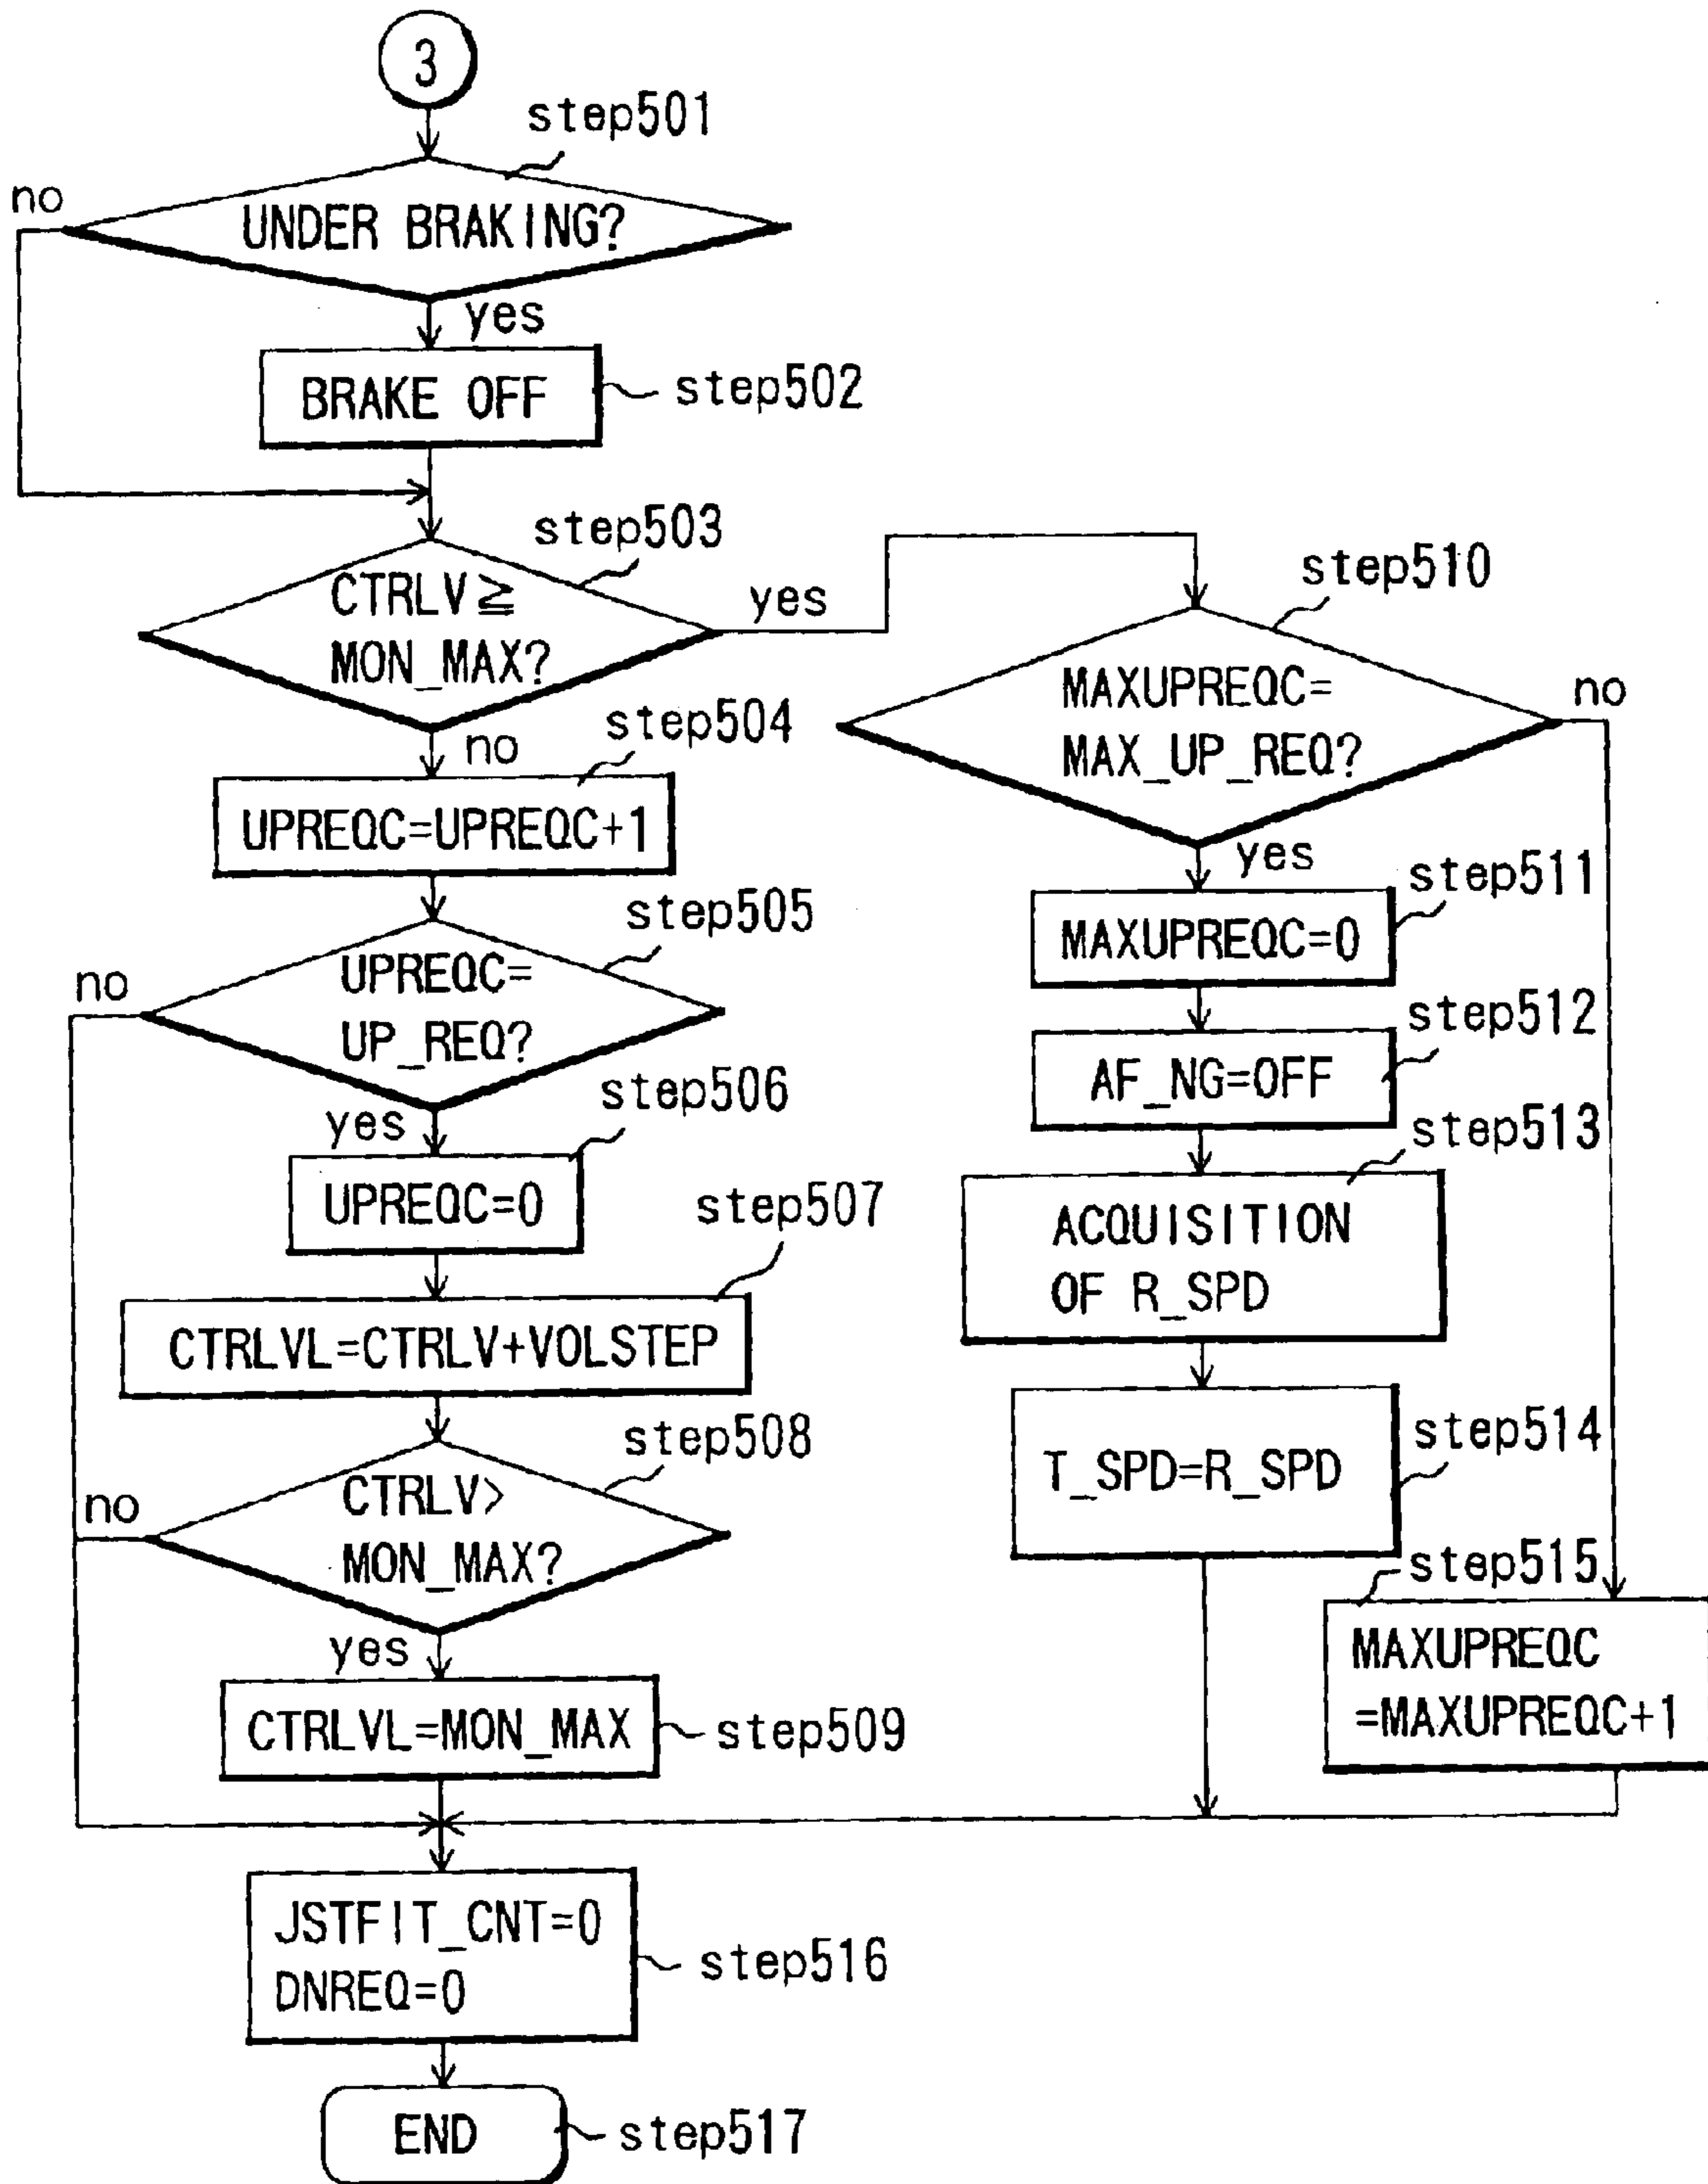 3
step501
no
UNDER BRAKING?
yes
BRAKE OFF
step502
step503
CTRLV≧
MON_MAX?
yes
no
step504
UPREQC=UPREQC+1
step505
no
UPREQC=
UP_REQ?
yes
step506
UPREQC=0
step507
CTRLVL=CTRLV+VOLSTEP
step508
no
CTRLV>
MON_MAX?
yes
CTRLVL=MON_MAX
step509
step510
MAXUPREQC=
MAX_UP_REQ?
no
yes
step511
MAXUPREQC=0
step512
AF_NG=OFF
step513
ACQUISITION
OF R_SPD
step514
T_SPD=R_SPD
step515
MAXUPREQC
=MAXUPREQC+1
JSTFIT_CNT=0
DNREQ=0
step516
END
step517